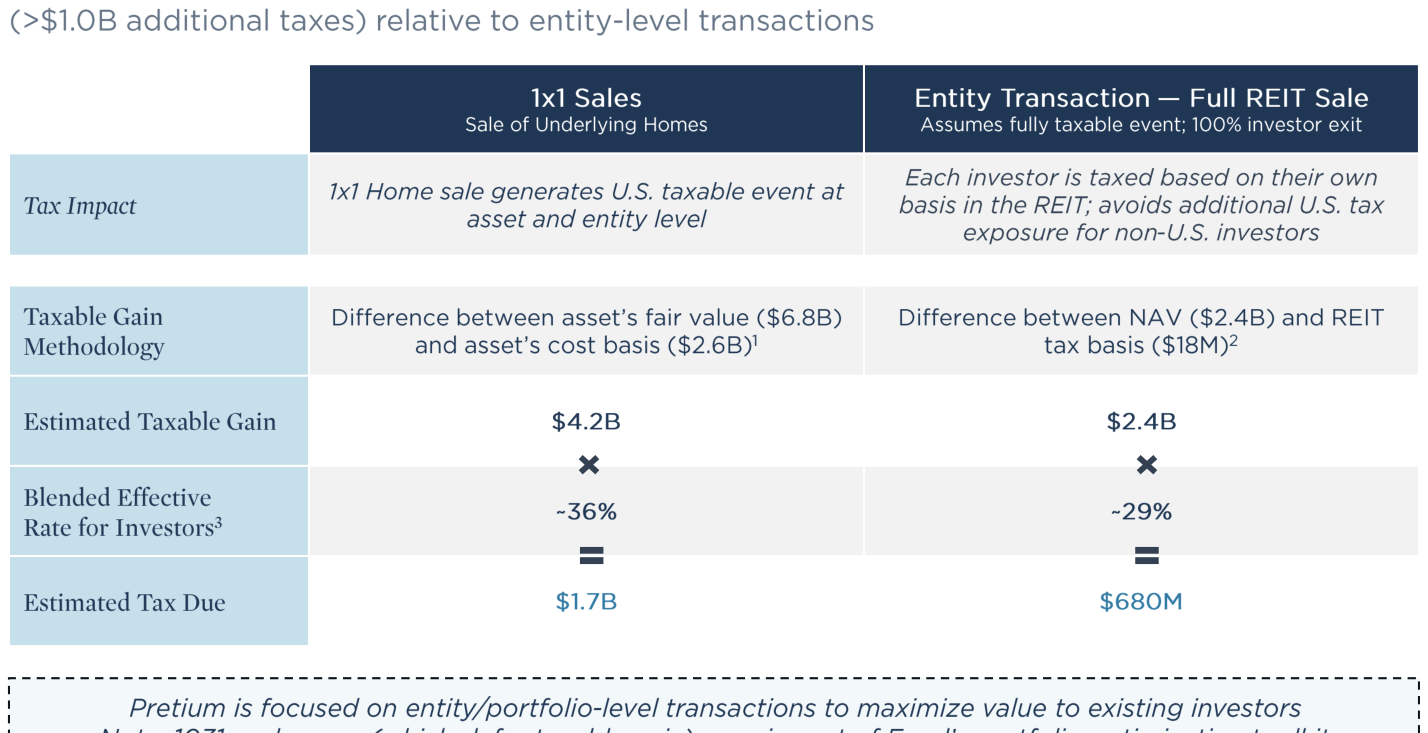 (>$1.0B additional taxes) relative to entity-level transactions
1x1 Sales
Sale of Underlying Homes
Entity Transaction — Full REIT Sale
Assumes fully taxable event; 100% investor exit
Tax Impact
1x1 Home sale generates U.S. taxable event at
asset and entity level
Each investor is taxed based on their own
basis in the REIT; avoids additional U.S. tax
exposure for non-U.S. investors
Taxable Gain
Methodology
Difference between asset’s fair value ($6.8B)
and asset’s cost basis ($2.6B)¹
Difference between NAV ($2.4B) and REIT
tax basis ($18M)²
Estimated Taxable Gain
$4.2B
$2.4B
×
×
Blended Effective
Rate for Investors³
~36%
~29%
=
=
Estimated Tax Due
$1.7B
$680M
Pretium is focused on entity/portfolio-level transactions to maximize value to existing investors